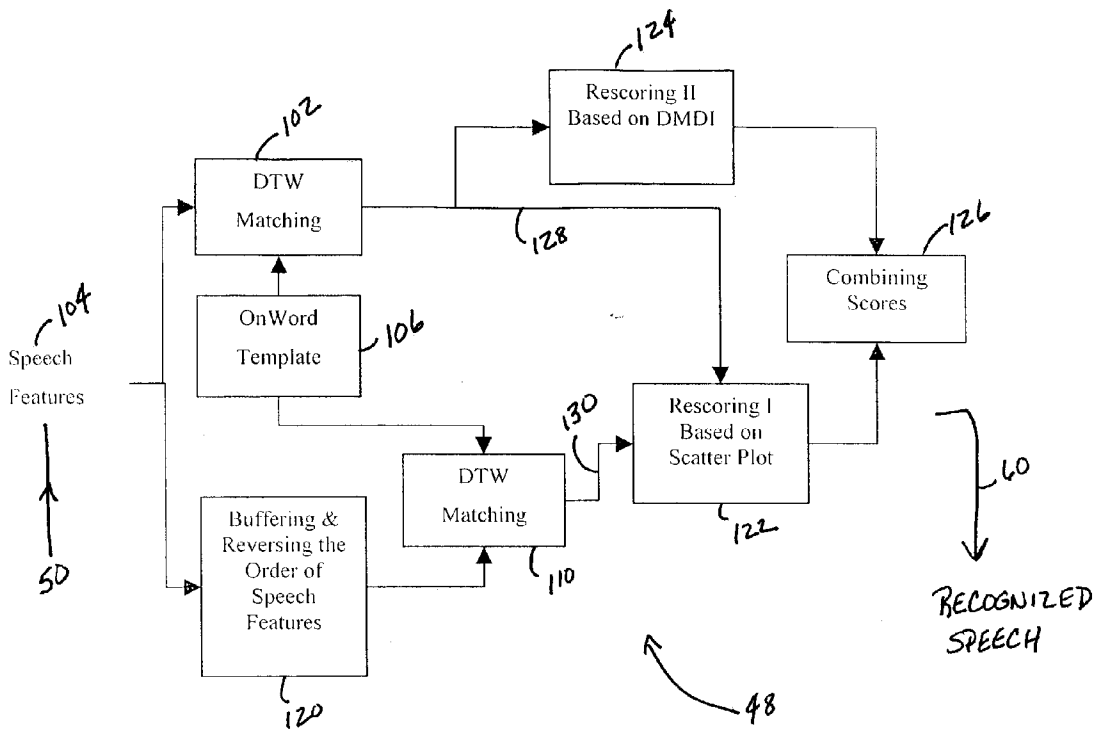 124
Rescoring II
Based on DMDI
102
DTW
Matching
128
126
Combining
Scores
104
Speech
Features
OnWord
Template
106
130
Rescoring I
Based on
Scatter Plot
122
DTW
Matching
110
60
50
Buffering &
Reversing the
Order of
Speech
Features
120
RECOGNIZED
SPEECH
48